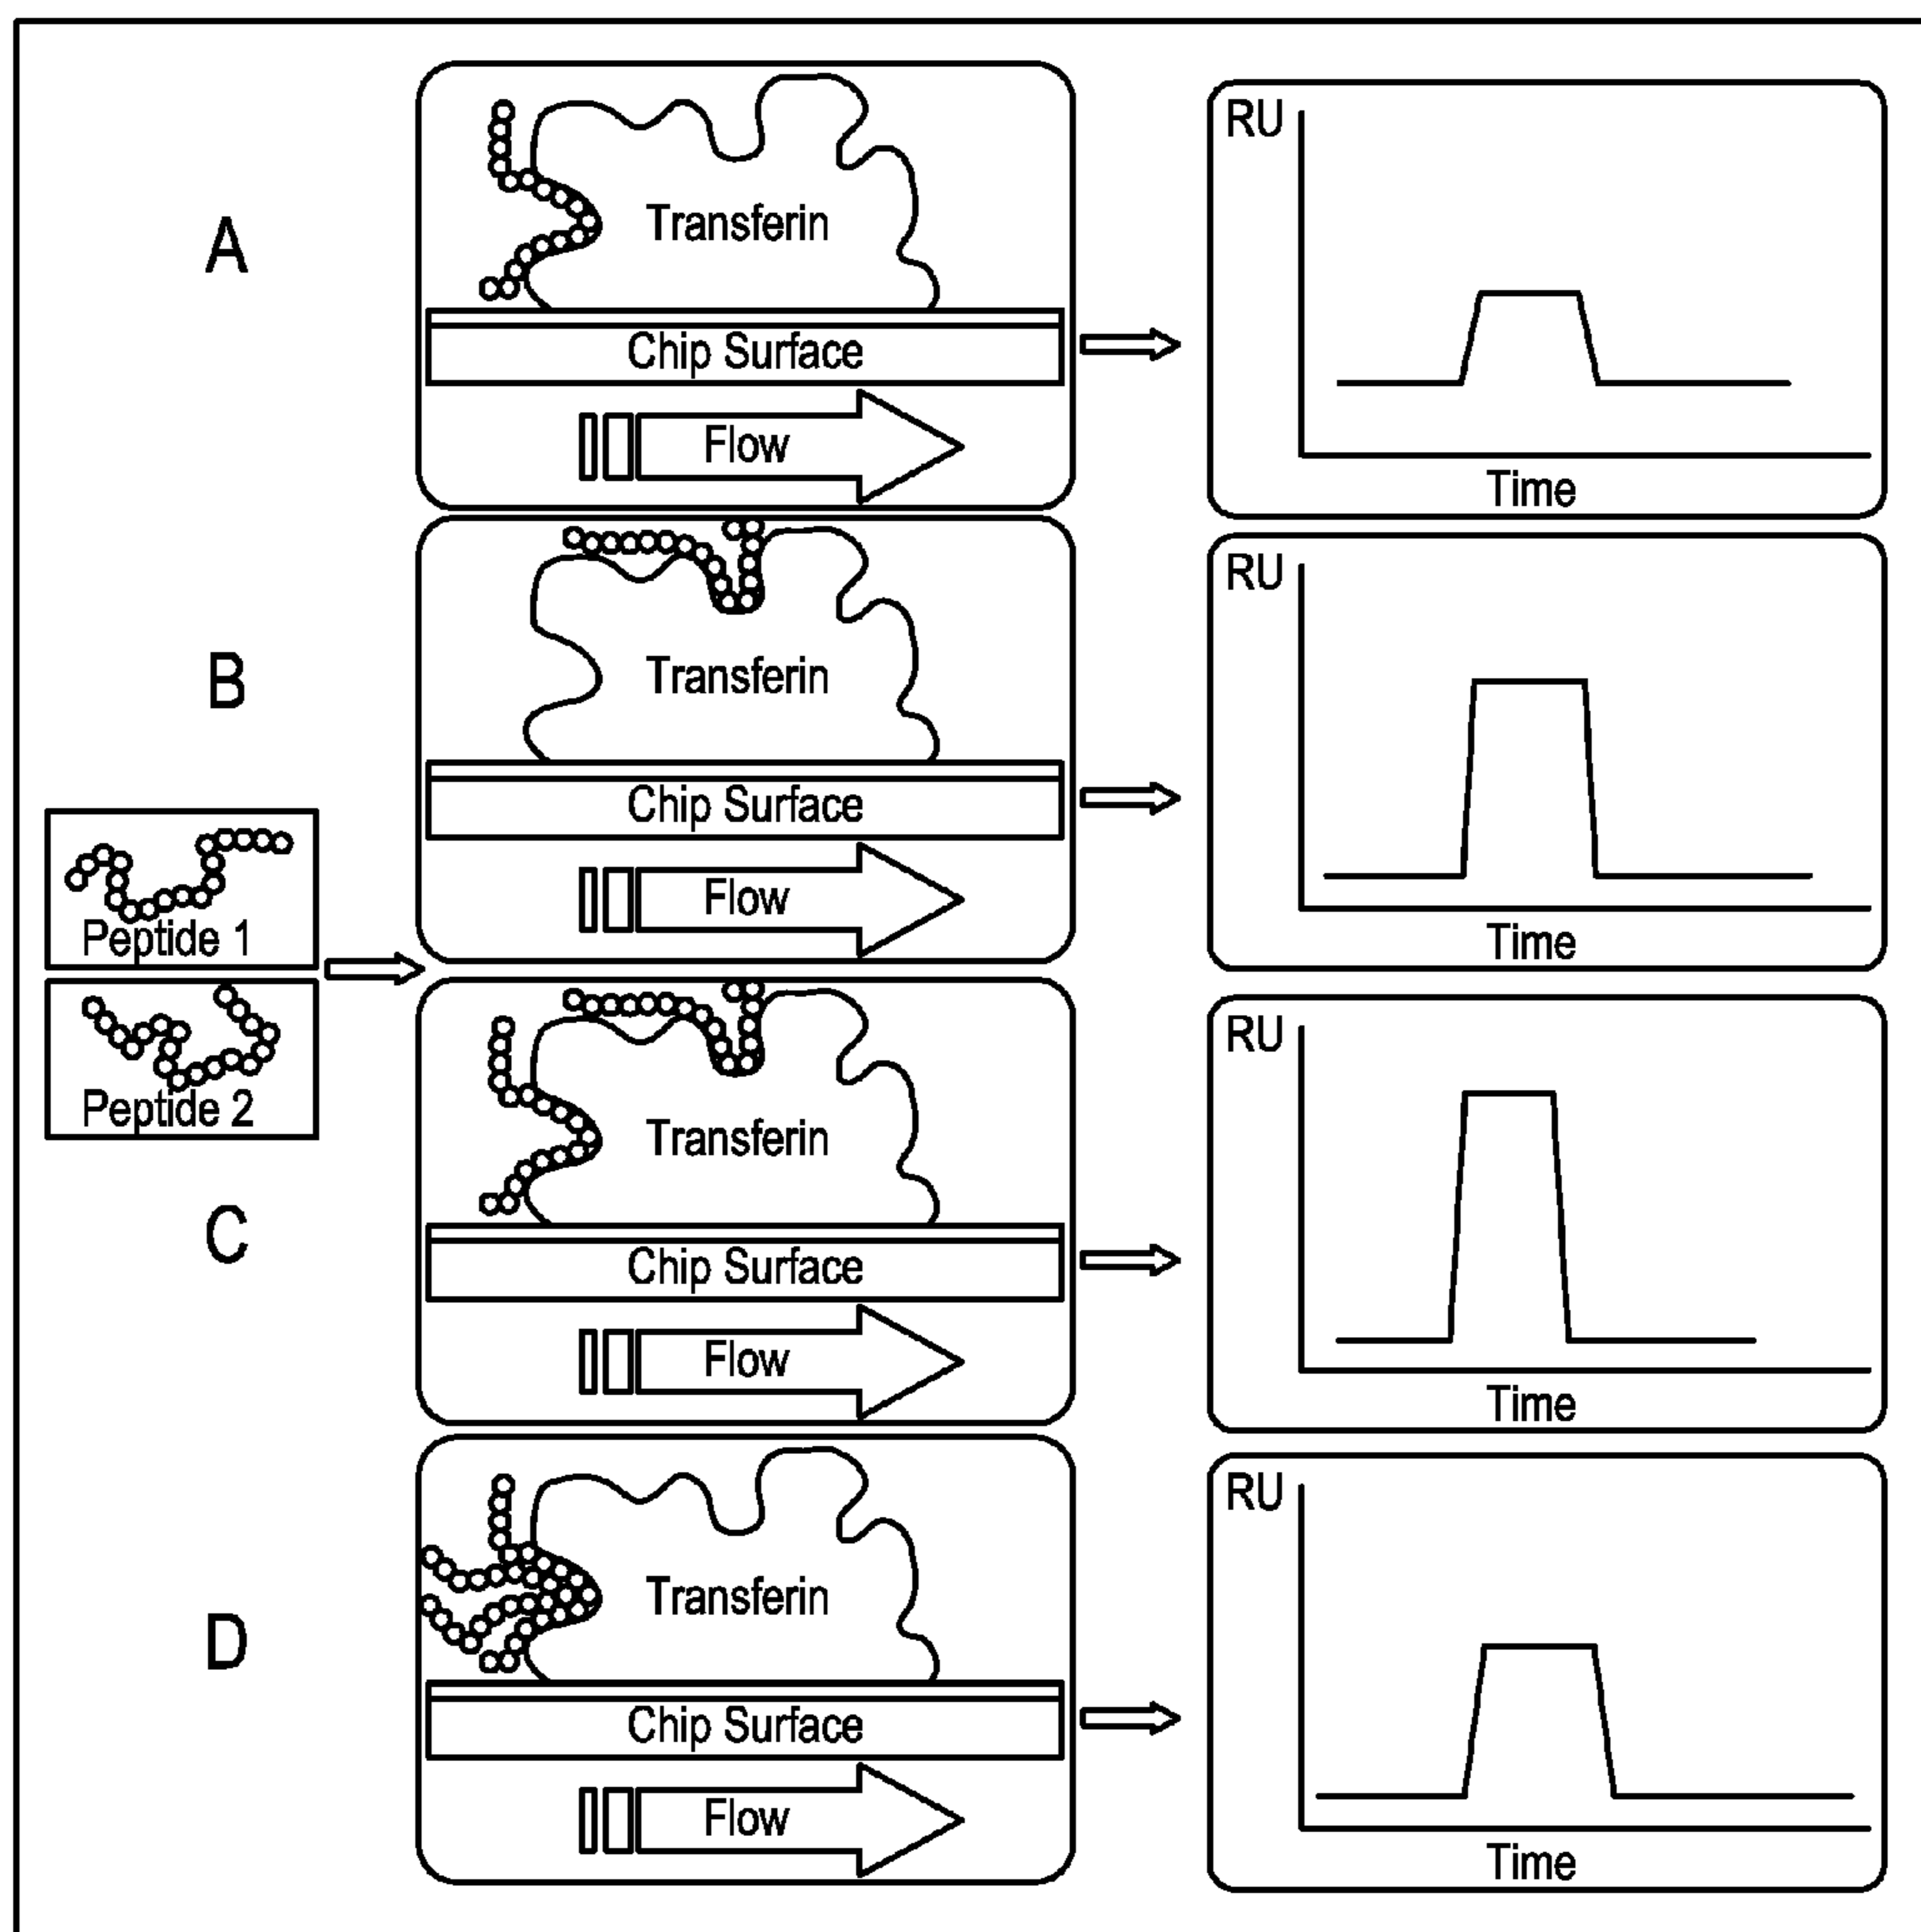 A
Transferin
Chip Surface
Flow
RU
Time
B
Transferin
Chip Surface
Flow
RU
Time
Peptide 1
Peptide 2
C
Transferin
Chip Surface
Flow
RU
Time
D
Transferin
Chip Surface
Flow
RU
Time